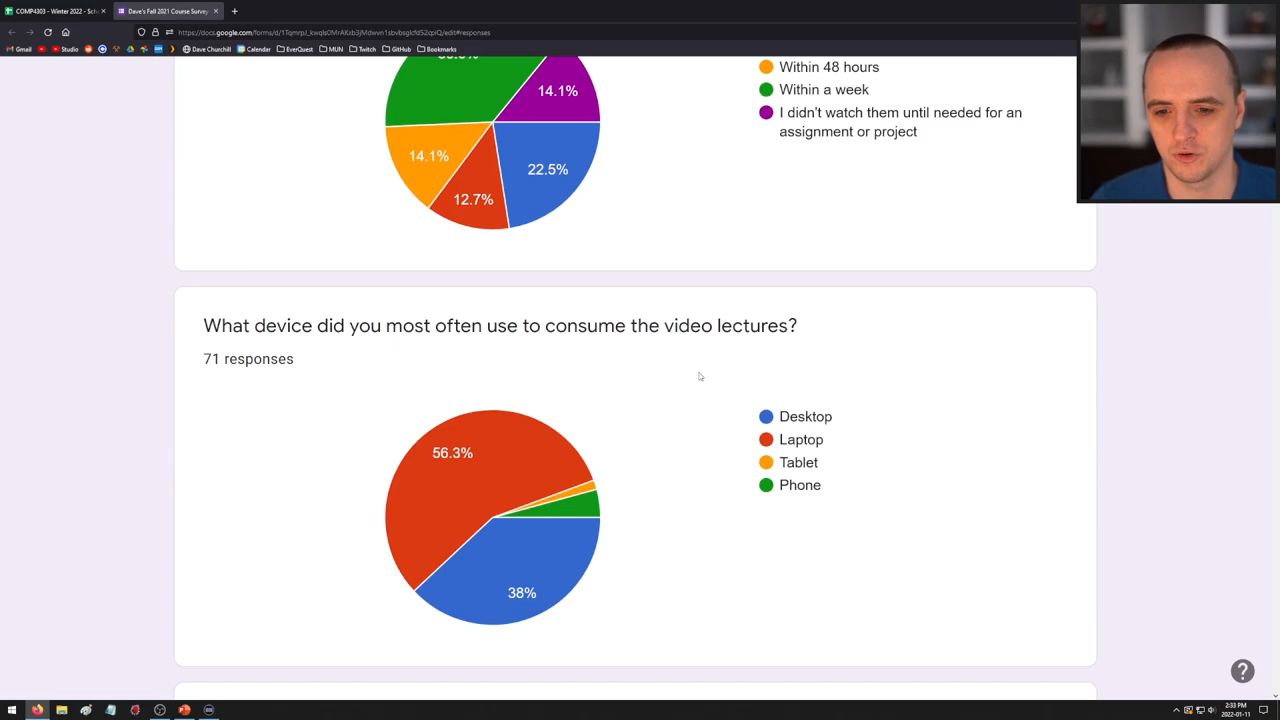 COMP4303 - Winter 2022 - Sch
Dave's Fall 2021 Course Survey
Gmail
Studio
Dave Churchill
Calendar
EverQuest
MUN
Twitch
GitHub
Bookmarks
14.1%
14.1%
22.5%
12.7%
Within 48 hours
Within a week
I didn't watch them until needed for an
assignment or project
What device did you most often use to consume the video lectures?
71 responses
56.3%
38%
Desktop
Laptop
Tablet
Phone
2:33 PM
2022-01-11